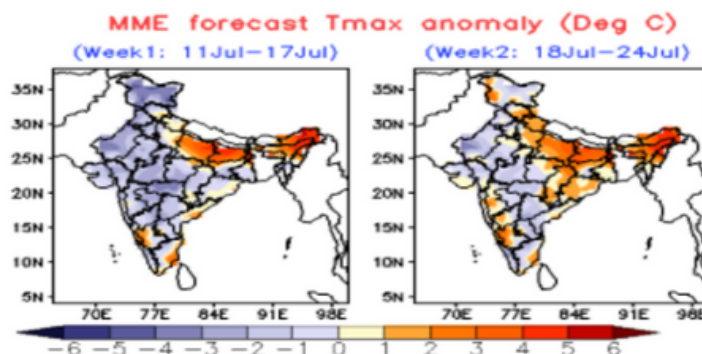 MME forecast Tmax anomaly (Deg C)
(Week1: 11Jul-17Jul) (Week2: 18Jul-24Jul)
35N 35N
30N 30N
25N 25N
20N 20N
15N 15N
10N 10N
5N 5N
70E 77E 84E 91E 98E 70E 77E 84E 91E 98E
-6 -5 -4 -3 -2 -1 0 1 2 3 4 5 6